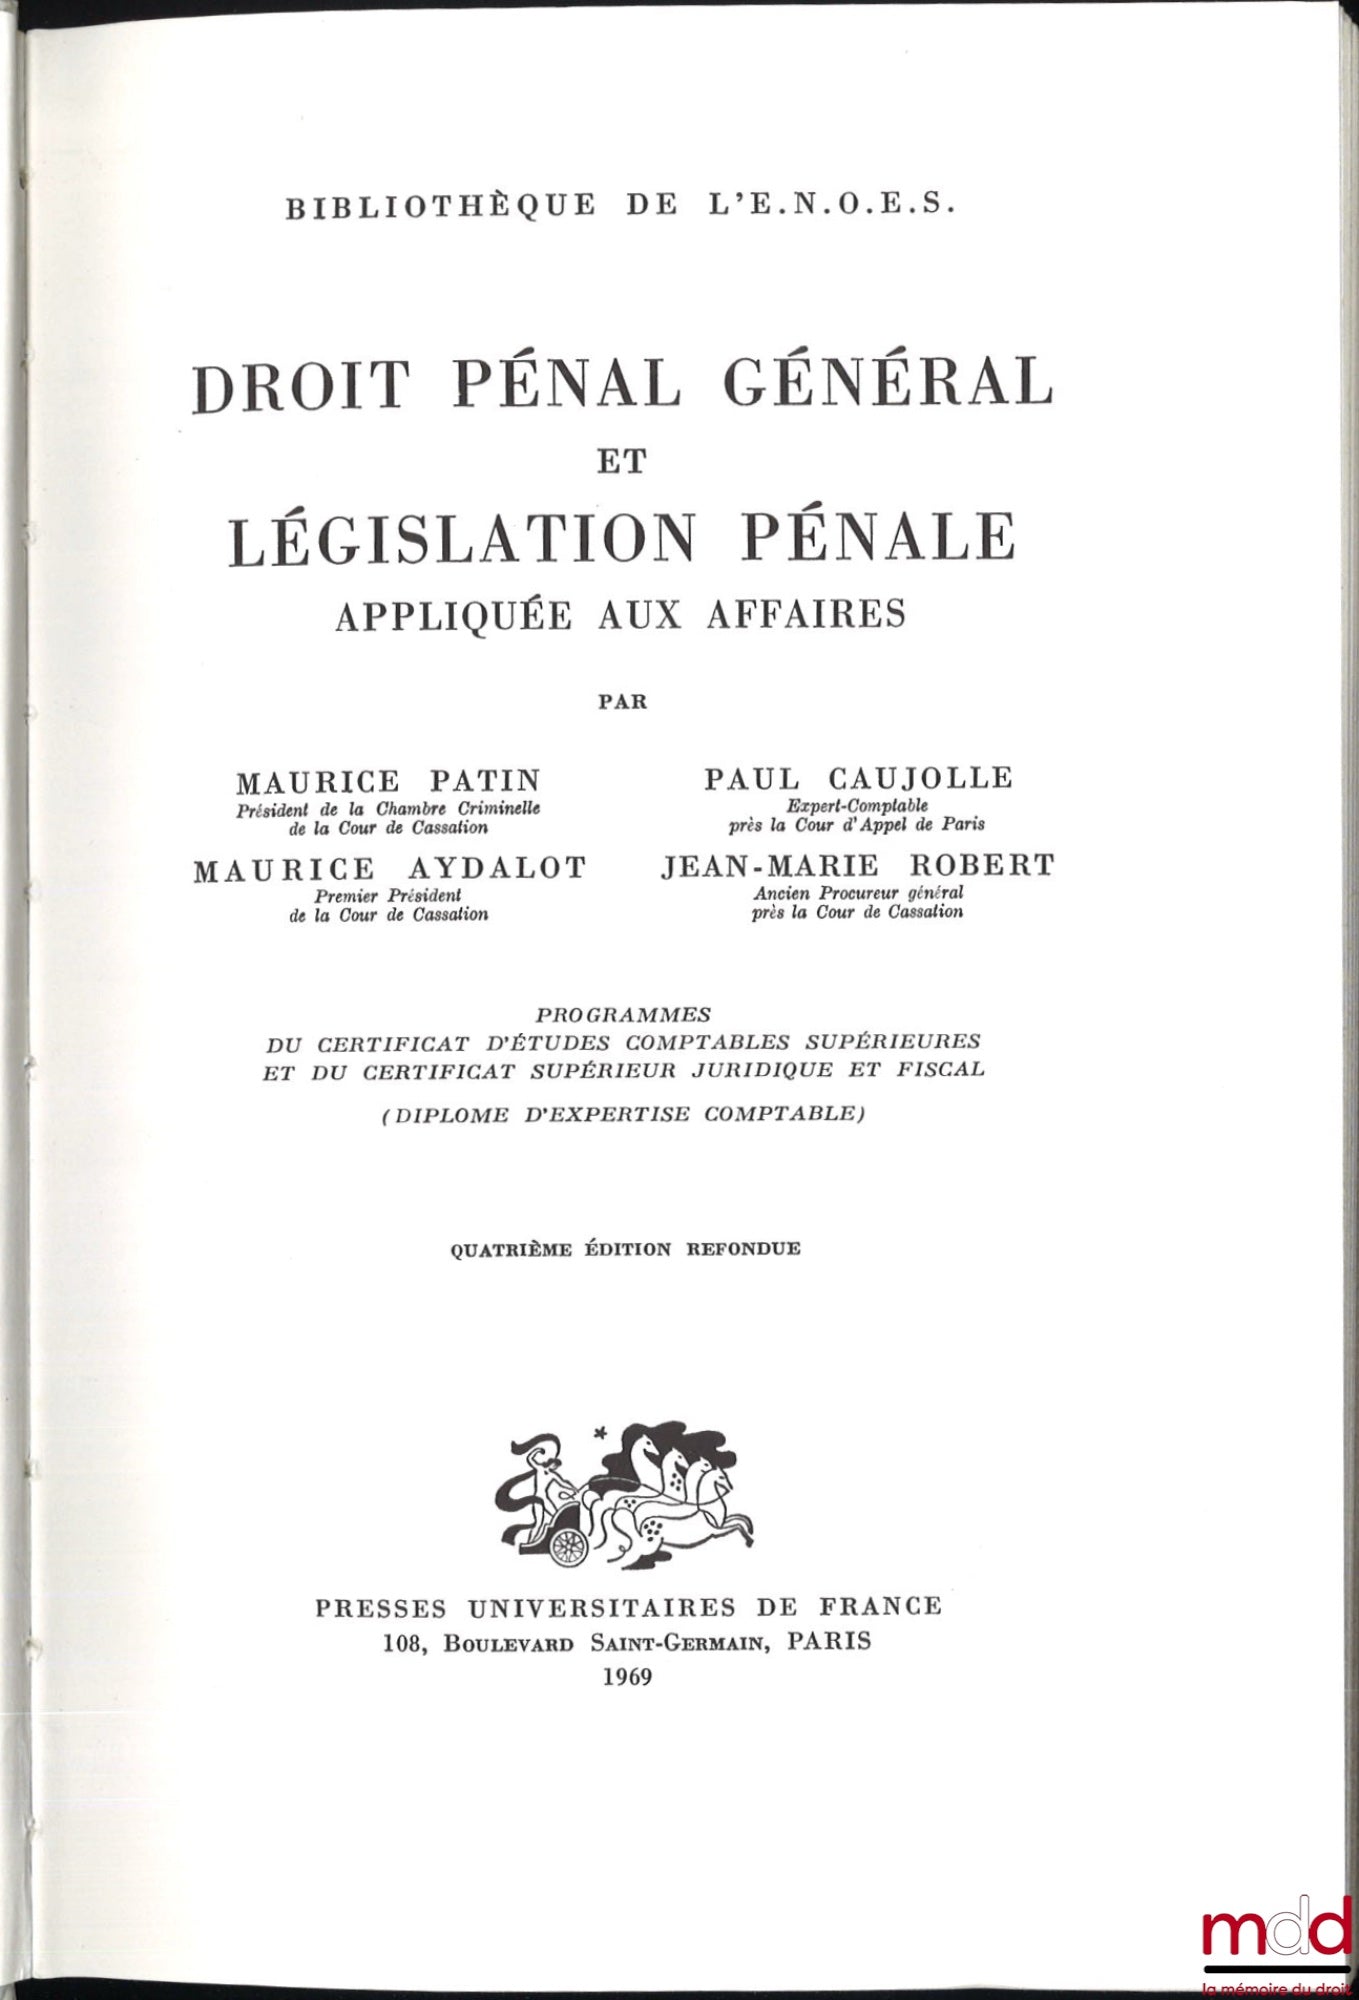 BIBLIOTHÈQUE DE L'E.N.O.E.S.
DROIT PÉNAL GÉNÉRAL
ET
LÉGISLATION PÉNALE
APPLIQUÉE AUX AFFAIRES
PAR
MAURICE PATIN
Président de la Chambre Criminelle
de la Cour de Cassation
PAUL CAUJOLLE
Expert-Comptable
près la Cour d'Appel de Paris
MAURICE AYDALOT
Premier Président
de la Cour de Cassation
JEAN-MARIE ROBERT
Ancien Procureur général
près la Cour de Cassation
PROGRAMMES
DU CERTIFICAT D'ÉTUDES COMPTABLES SUPÉRIEURES
ET DU CERTIFICAT SUPÉRIEUR JURIDIQUE ET FISCAL
(DIPLOME D'EXPERTISE COMPTABLE)
QUATRIÈME ÉDITION REFONDUE
PRESSES UNIVERSITAIRES DE FRANCE
108, BOULEVARD SAINT-GERMAIN, PARIS
1969
mdd
la mémoire du droit